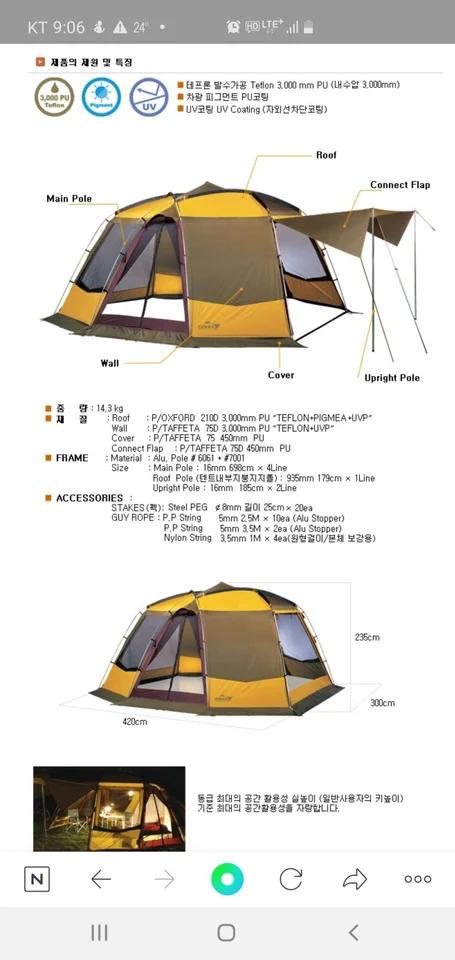 KT 9:06 24° HD LTE+
제품의 제원 및 특징
3,000 PU
Teflon
Pigment
UV
테프론 발수가공 Teflon 3,000 mm PU (내수압 3,000mm)
차광 피그먼트 PU코팅
UV코팅 UV Coating (자외선차단코팅)
Roof
Connect Flap
Main Pole
Wall
Cover
Upright Pole
중 량 : 14,3 kg
재 질 : Roof : P/OXFORD 210D 3,000mm PU "TEFLON+PIGMEA+UVP"
Wall : P/TAFFETA 75D 3,000mm PU "TEFLON+UVP"
Cover : P/TAFFETA 75 450mm PU
Connect Flap : P/TAFFETA 75D 450mm PU
FRAME : Material : Alu, Pole # 6061 + #7001
Size : Main Pole : 16mm 698cm × 4Line
Roof Pole (텐트내부지붕지지폴) : 935mm 179cm × 1Line
Upright Pole : 16mm 185cm × 2Line
ACCESSORIES :
STAKES(팩): Steel PEG ¢8mm 길이 25cm × 20ea
GUY ROPE : P,P String 5mm 2,5M × 10ea (Alu Stopper)
P,P String 5mm 3,5M × 2ea (Alu Stopper)
Nylon String 3,5mm 1M × 4ea(원형걸이/본체 보강용)
235cm
300cm
420cm
동급 최대의 공간 활용성 실높이 (일반사용자의 키높이)
기준 최대의 공간활용성을 자랑합니다.
N